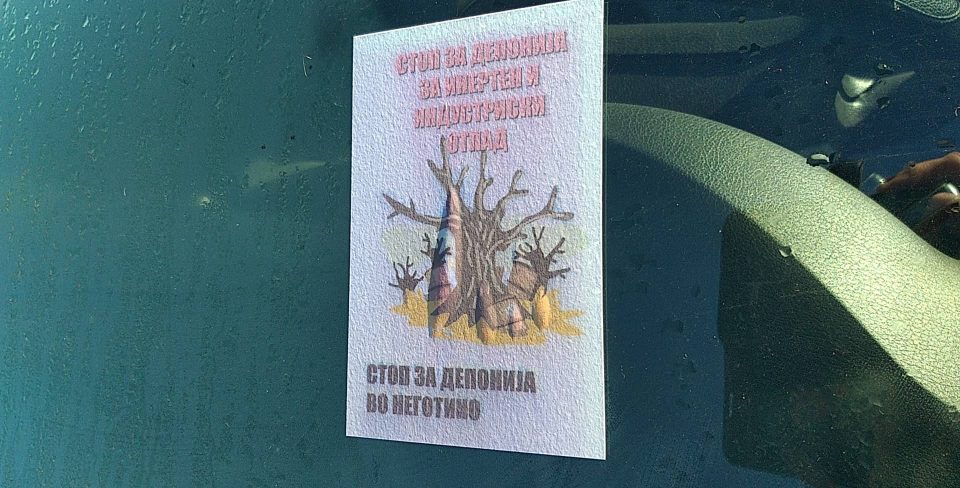 СТОП ЗА ДЕПОНИЈА
ЗА ИНЕРТЕН И
ИНДУСТРИСКИ
ОТПАД
СТОП ЗА ДЕПОНИЈА
ВО НЕГОТИНО